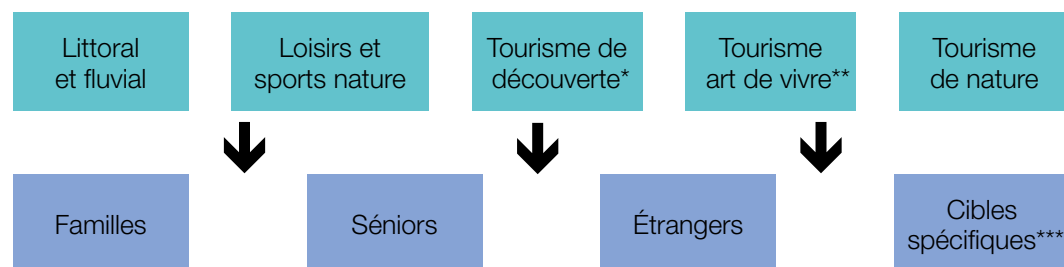 Littoral
et fluvial
Loisirs et
sports nature
Tourisme de
découverte*
Tourisme
art de vivre**
Tourisme
de nature
Familles
Séniors
Étrangers
Cibles
spécifiques***